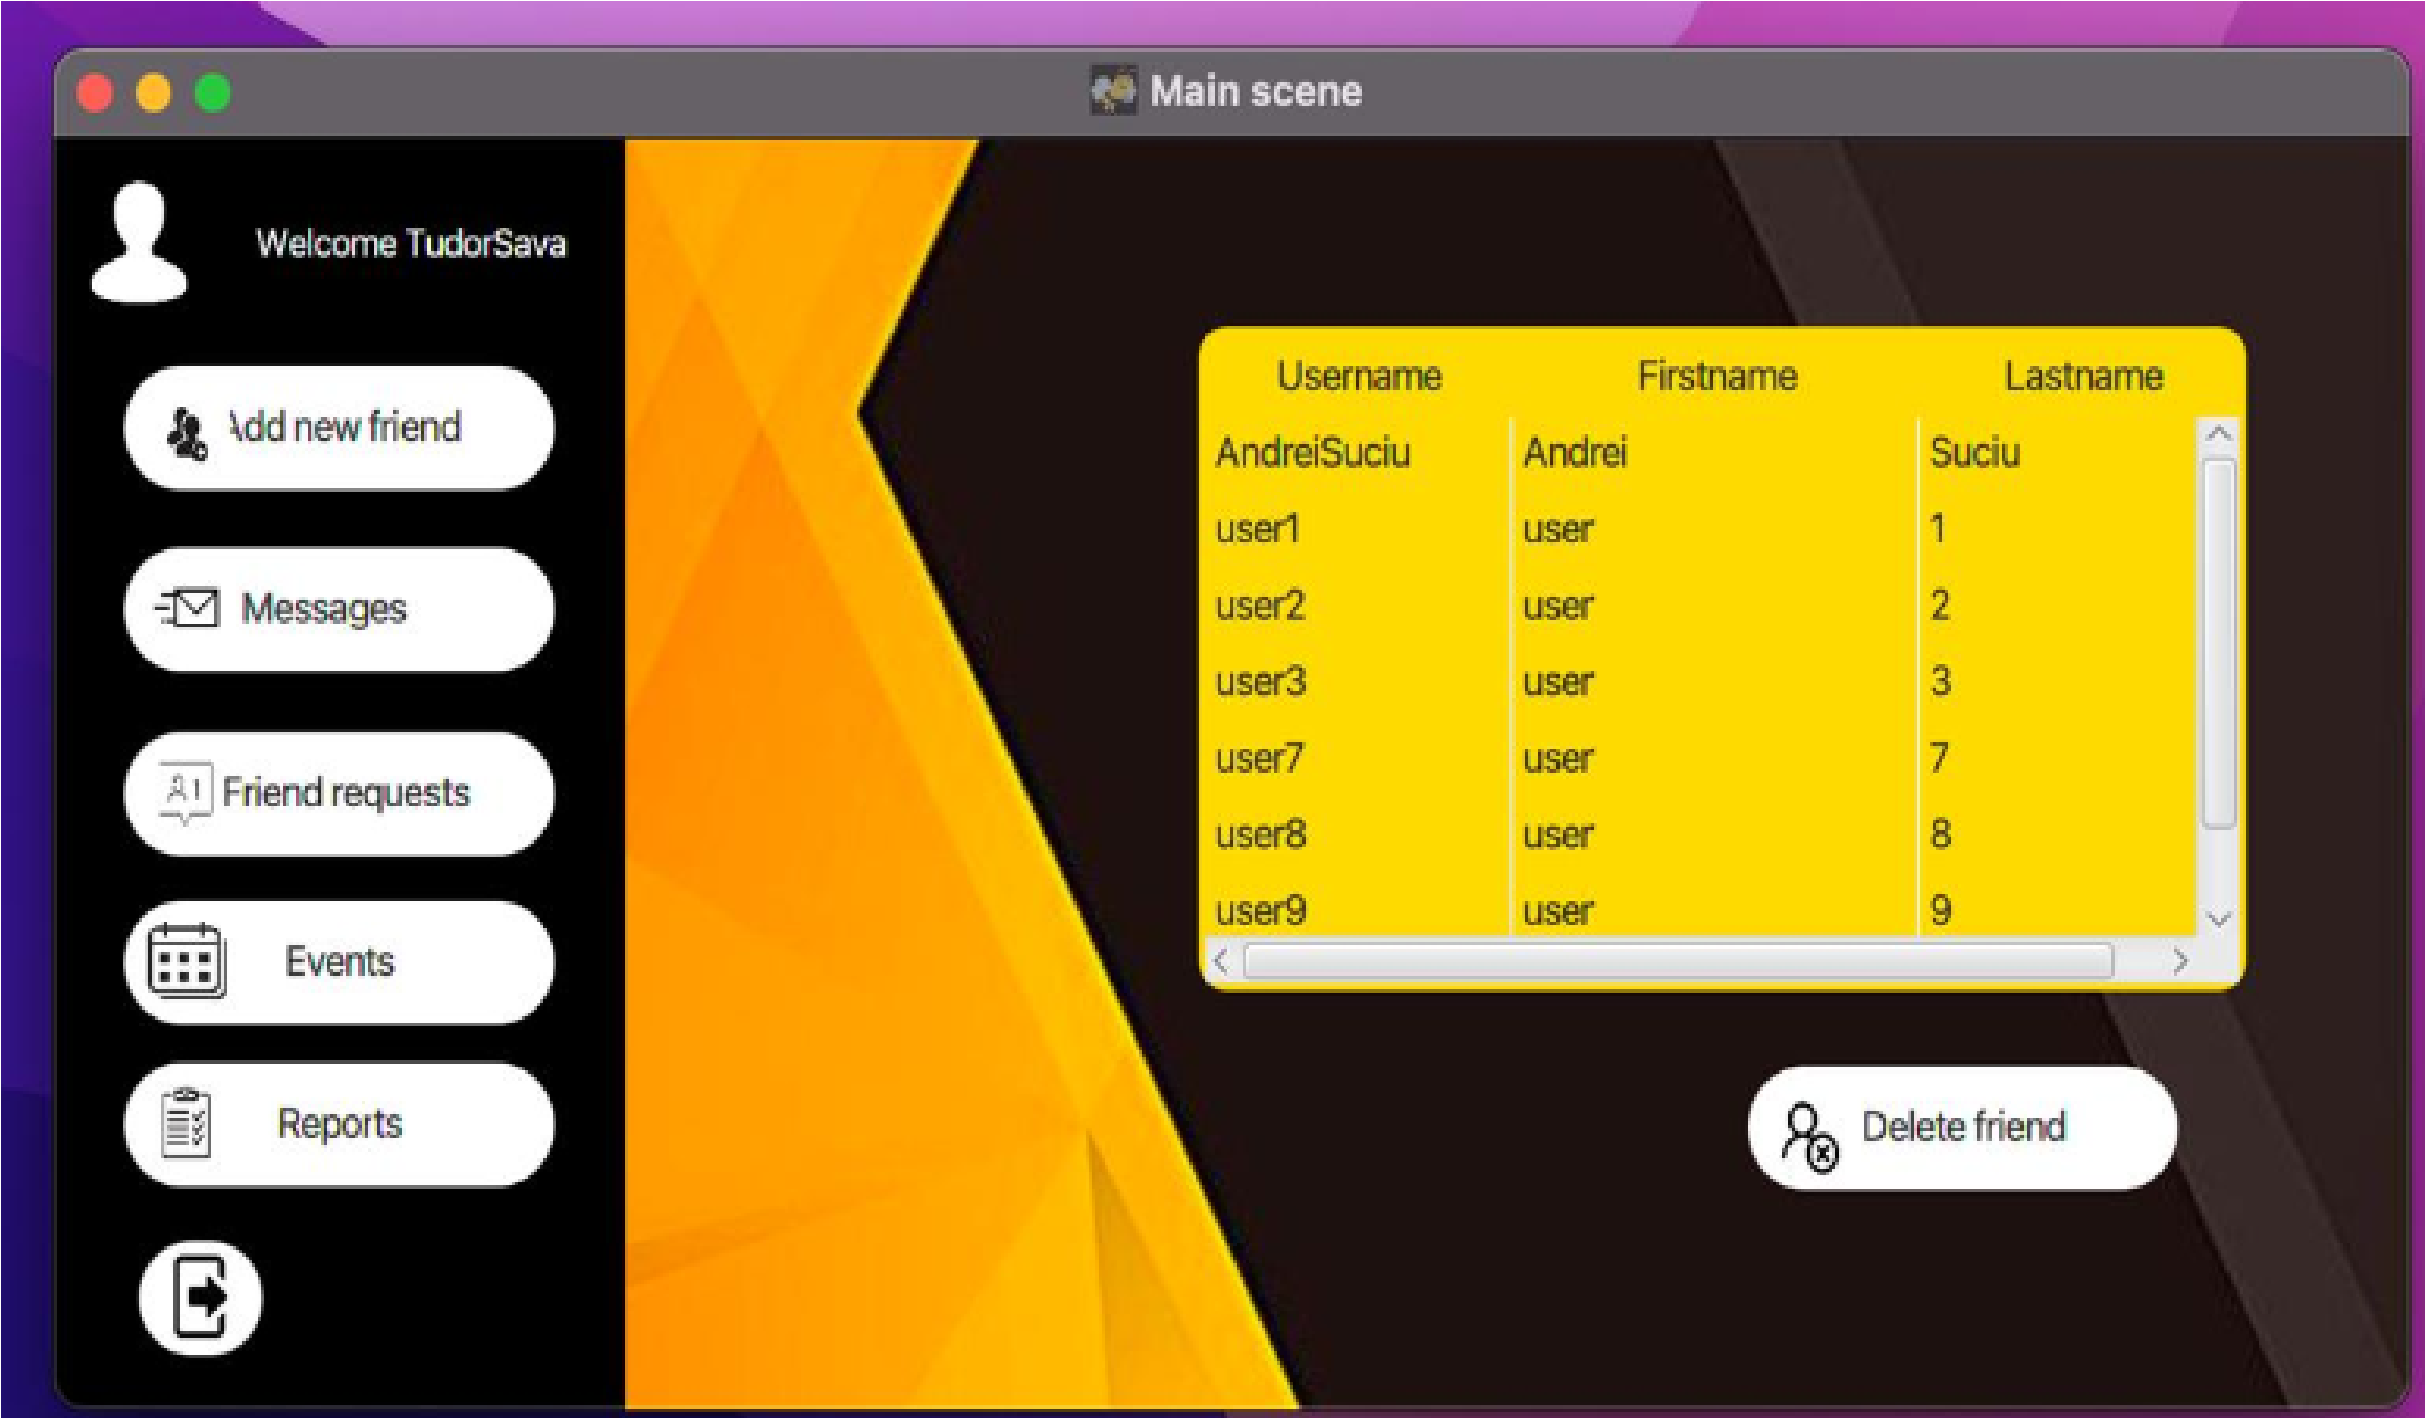 Main scene
Welcome TudorSava
Add new friend
Messages
Friend requests
Events
Reports
Username Firstname Lastname
AndreiSuciu Andrei Suciu
user1 user 1
user2 user 2
user3 user 3
user7 user 7
user8 user 8
user9 user 9
Delete friend